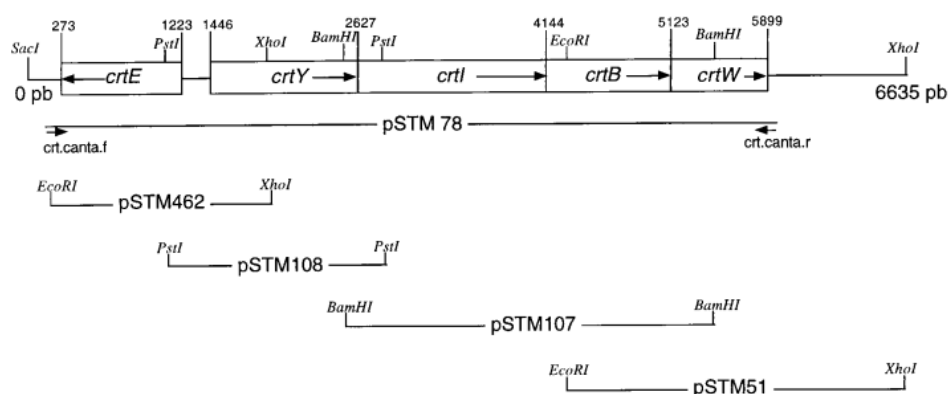 273 1223 1446 2627 4144 5123 5899
SacI PstI XhoI BamHI PstI EcoRI BamHI XhoI
crtE crtY crtI crtB crtW
0 pb 6635 pb
pSTM 78
crt.canta.f crt.canta.r
EcoRI XhoI
pSTM462
PstI PstI
pSTM108
BamHI BamHI
pSTM107
EcoRI XhoI
pSTM51